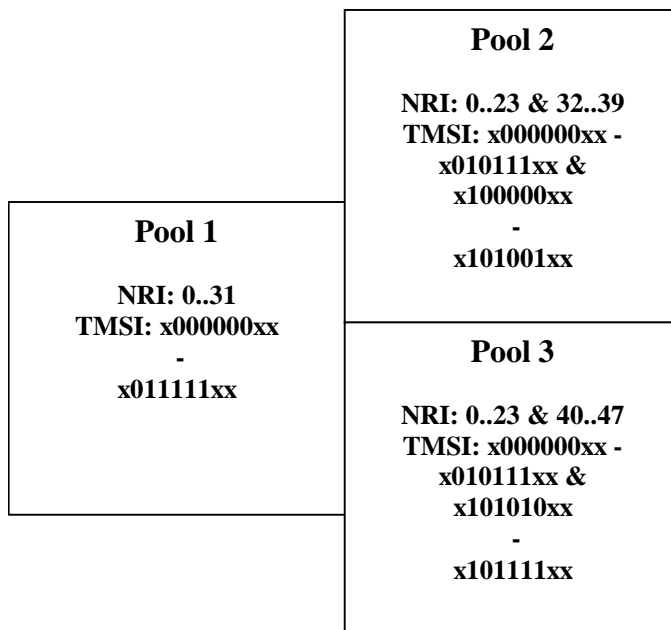 Pool 2
NRI: 0..23 & 32..39
TMSI: x000000xx -
x010111xx &
x100000xx
-
x101001xx
Pool 1
NRI: 0..31
TMSI: x000000xx
-
x011111xx
Pool 3
NRI: 0..23 & 40..47
TMSI: x000000xx -
x010111xx &
x101010xx
-
x101111xx